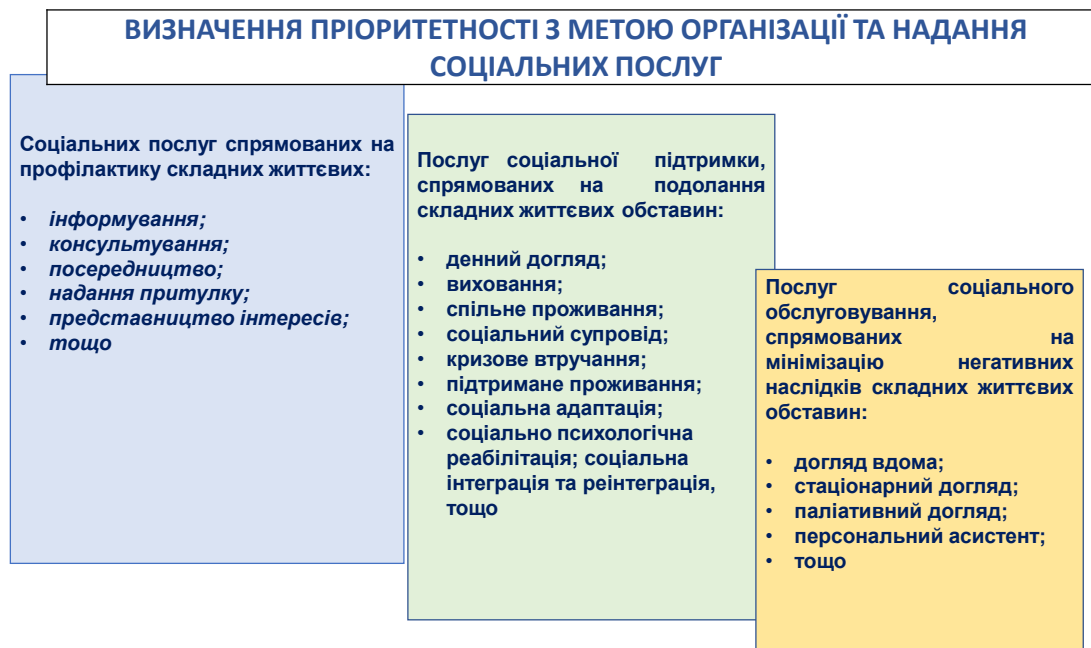 ВИЗНАЧЕННЯ ПРІОРИТЕТНОСТІ З МЕТОЮ ОРГАНІЗАЦІЇ ТА НАДАННЯ
СОЦІАЛЬНИХ ПОСЛУГ
Соціальних послуг спрямованих на
профілактику складних життєвих:
• інформування;
• консультування;
• посередництво;
• надання притулку;
• представництво інтересів;
• тощо
Послуг соціальної підтримки,
спрямованих на подолання
складних життєвих обставин:
• денний догляд;
• виховання;
• спільне проживання;
• соціальний супровід;
• кризове втручання;
• підтримане проживання;
• соціальна адаптація;
• соціально психологічна
реабілітація; соціальна
інтеграція та реінтеграція,
тощо
Послуг соціального
обслуговування,
спрямованих на
мінімізацію негативних
наслідків складних життєвих
обставин:
• догляд вдома;
• стаціонарний догляд;
• паліативний догляд;
• персональний асистент;
• тощо